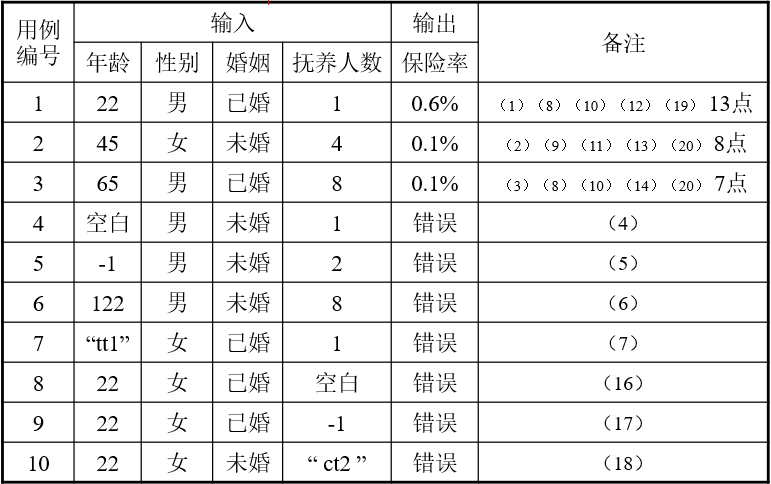 用例编号 输入 输出 备注
年龄 性别 婚姻 抚养人数 保险率
1 22 男 已婚 1 0.6% （1）（8）（10）（12）（19）13点
2 45 女 未婚 4 0.1% （2）（9）（11）（13）（20）8点
3 65 男 已婚 8 0.1% （3）（8）（10）（14）（20）7点
4 空白 男 未婚 1 错误 （4）
5 -1 男 未婚 2 错误 （5）
6 122 男 未婚 8 错误 （6）
7 “tt1” 女 已婚 1 错误 （7）
8 22 女 已婚 空白 错误 （16）
9 22 女 已婚 -1 错误 （17）
10 22 女 未婚 “ ct2 ” 错误 （18）